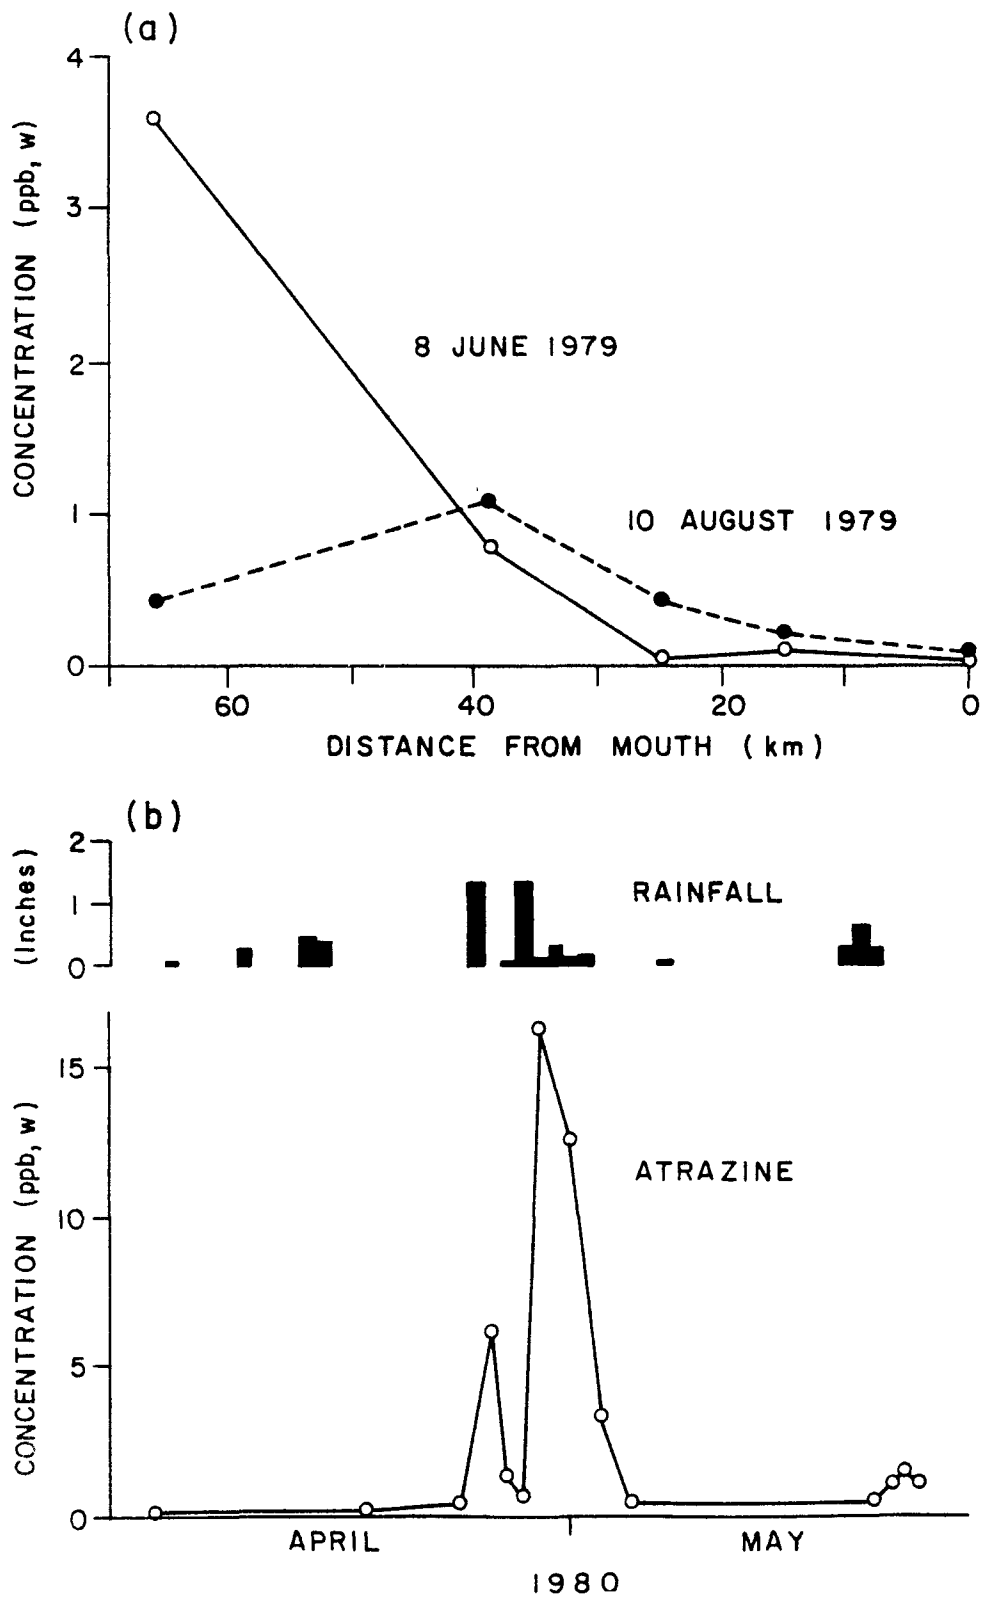 (a)
CONCENTRATION (ppb, w)
4
3
2
1
0
8 JUNE 1979
10 AUGUST 1979
60 40 20 0
DISTANCE FROM MOUTH (km)
(b)
(Inches)
2
1
0
RAINFALL
CONCENTRATION (ppb, w)
15
10
5
0
ATRAZINE
APRIL MAY
1980